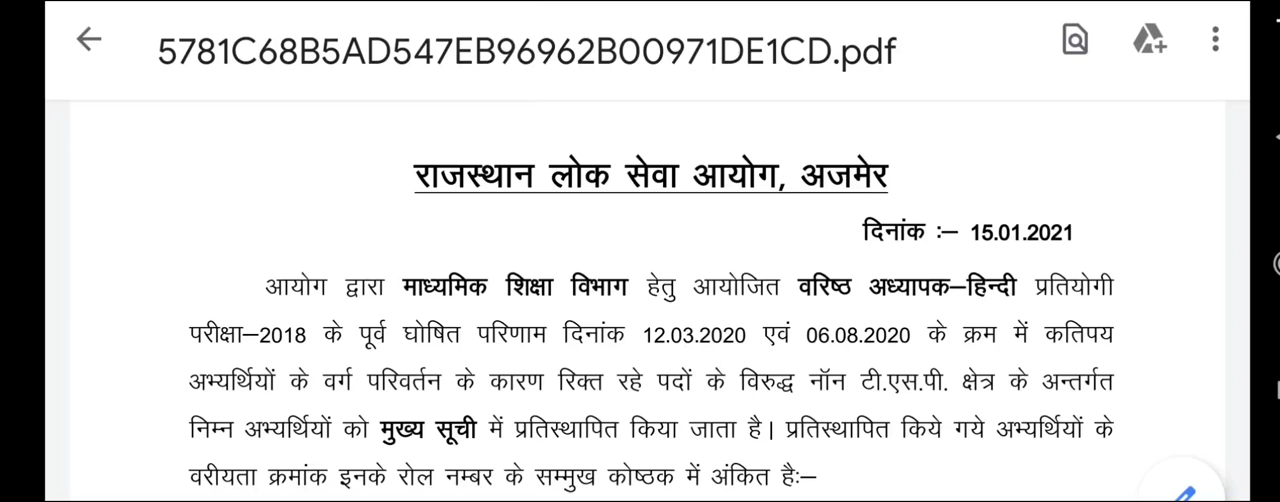 5781C68B5AD547EB96962B00971DE1CD.pdf
राजस्थान लोक सेवा आयोग, अजमेर
दिनांक :– 15.01.2021
आयोग द्वारा माध्यमिक शिक्षा विभाग हेतु आयोजित वरिष्ठ अध्यापक–हिन्दी प्रतियोगी
परीक्षा–2018 के पूर्व घोषित परिणाम दिनांक 12.03.2020 एवं 06.08.2020 के क्रम में कतिपय
अभ्यर्थियों के वर्ग परिवर्तन के कारण रिक्त रहे पदों के विरुद्ध नॉन टी.एस.पी. क्षेत्र के अन्तर्गत
निम्न अभ्यर्थियों को मुख्य सूची में प्रतिस्थापित किया जाता है। प्रतिस्थापित किये गये अभ्यर्थियों के
वरीयता क्रमांक इनके रोल नम्बर के सम्मुख कोष्ठक में अंकित है:–